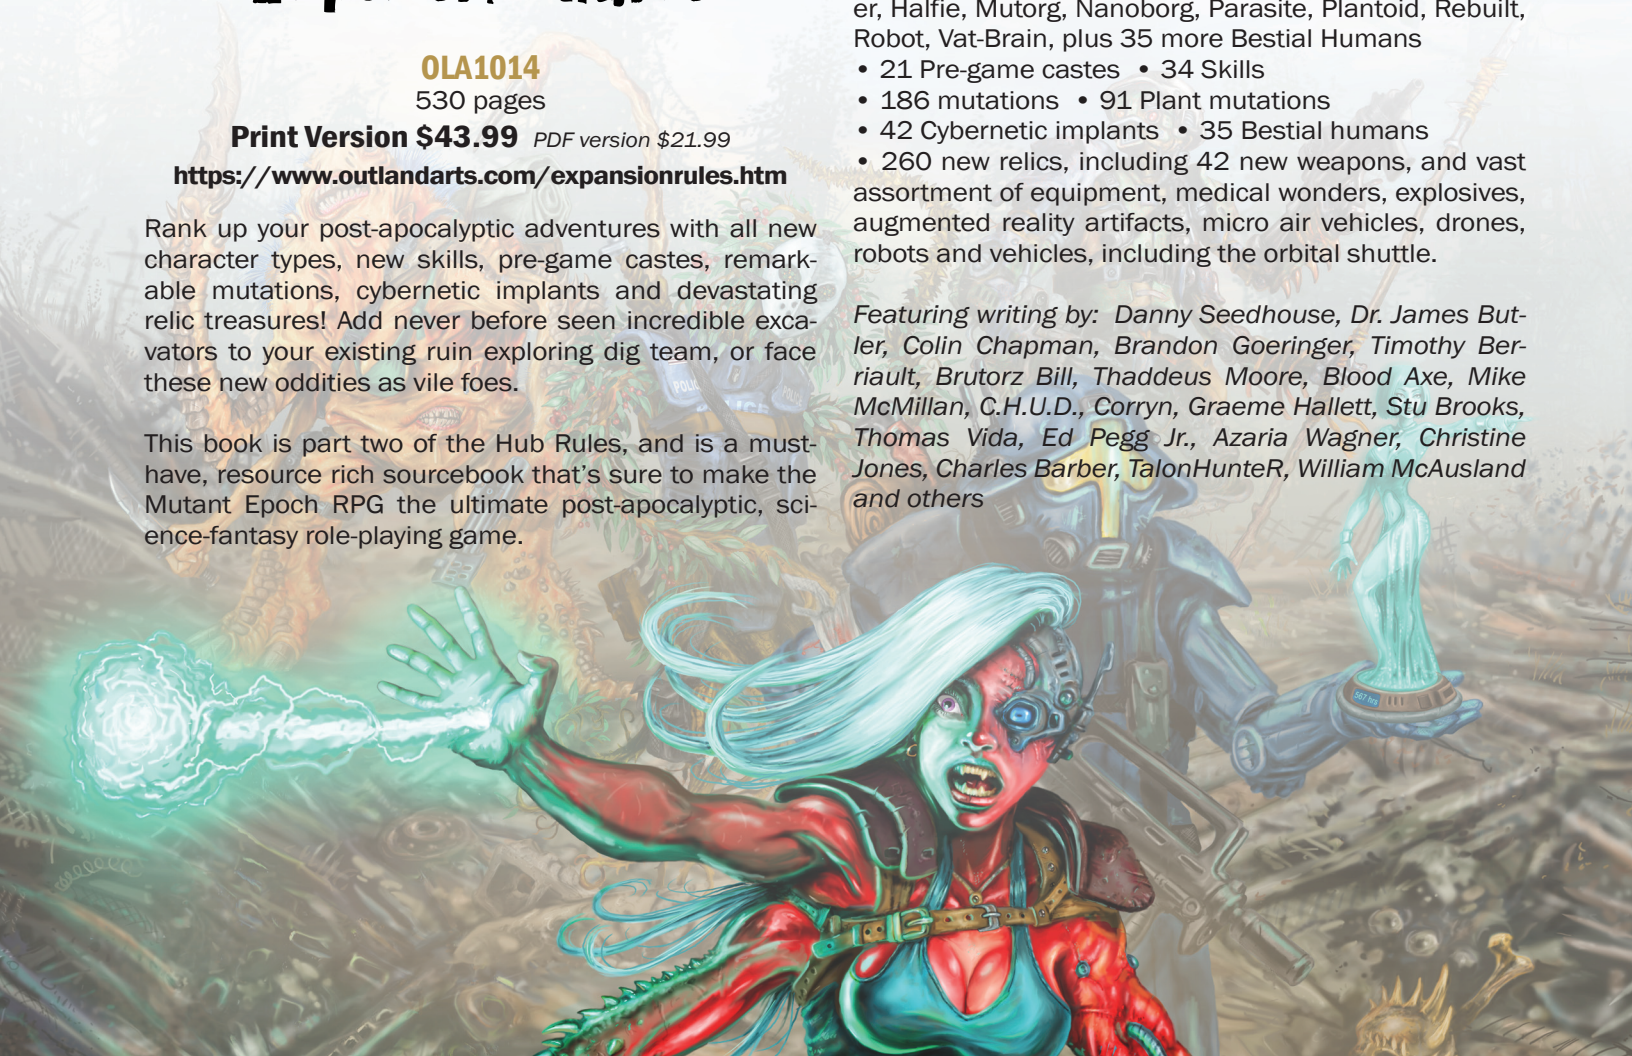 OLA1014
530 pages
Print Version $43.99 PDF version $21.99
https://www.outlandarts.com/expansionrules.htm
Rank up your post-apocalyptic adventures with all new
character types, new skills, pre-game castes, remark-
able mutations, cybernetic implants and devastating
relic treasures! Add never before seen incredible exca-
vators to your existing ruin exploring dig team, or face
these new oddities as vile foes.
This book is part two of the Hub Rules, and is a must-
have, resource rich sourcebook that's sure to make the
Mutant Epoch RPG the ultimate post-apocalyptic, sci-
ence-fantasy role-playing game.
er, Halfie, Mutorg, Nanoborg, Parasite, Plantoid, Rebuilt,
Robot, Vat-Brain, plus 35 more Bestial Humans
• 21 Pre-game castes • 34 Skills
• 186 mutations • 91 Plant mutations
• 42 Cybernetic implants • 35 Bestial humans
• 260 new relics, including 42 new weapons, and vast
assortment of equipment, medical wonders, explosives,
augmented reality artifacts, micro air vehicles, drones,
robots and vehicles, including the orbital shuttle.
Featuring writing by: Danny Seedhouse, Dr. James But-
ler, Colin Chapman, Brandon Goeringer, Timothy Ber-
riault, Brutorz Bill, Thaddeus Moore, Blood Axe, Mike
McMillan, C.H.U.D., Corryn, Graeme Hallett, Stu Brooks,
Thomas Vida, Ed Pegg Jr., Azaria Wagner, Christine
Jones, Charles Barber, TalonHunteR, William McAusland
and others
POLICE
567 hrs